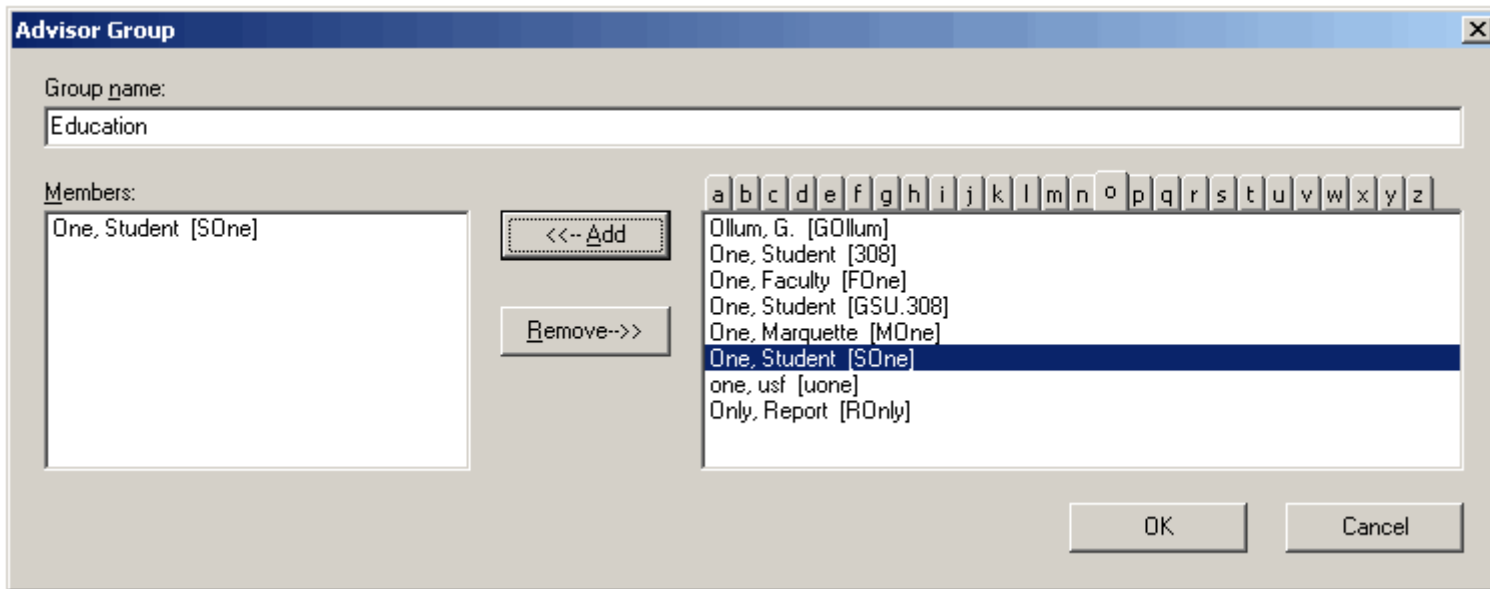 Advisor Group
Group name:
Education
Members:
One, Student [SOne]
<<-- Add
Remove-->>
a b c d e f g h i j k l m n o p q r s t u v w x y z
Ollum, G. [GOllum]
One, Student [308]
One, Faculty [FOne]
One, Student [GSU.308]
One, Marquette [MOne]
One, Student [SOne]
one, usf [uone]
Only, Report [ROnly]
OK
Cancel